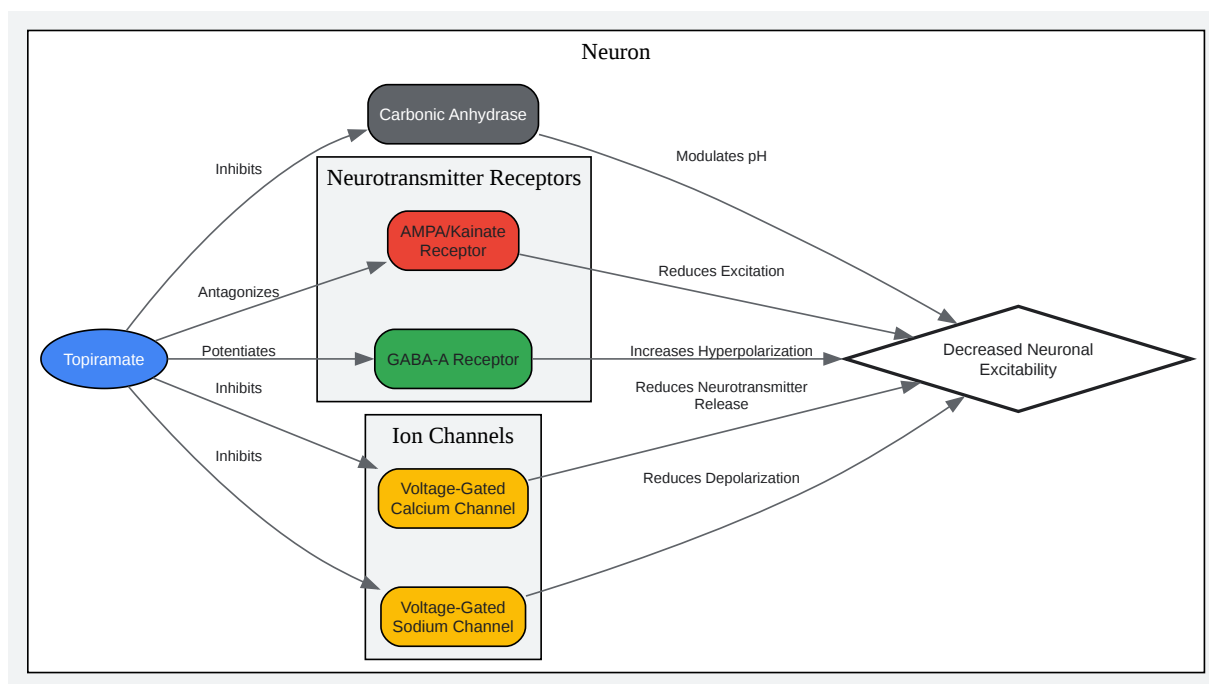 Neuron
Carbonic Anhydrase
Inhibits
Modulates pH
Neurotransmitter Receptors
AMPA/Kainate
Receptor
Antagonizes
Reduces Excitation
Topiramate
Potentiates
GABA-A Receptor
Increases Hyperpolarization
Decreased Neuronal
Excitability
Inhibits
Reduces Neurotransmitter
Release
Ion Channels
Inhibits
Voltage-Gated
Calcium Channel
Reduces Depolarization
Voltage-Gated
Sodium Channel